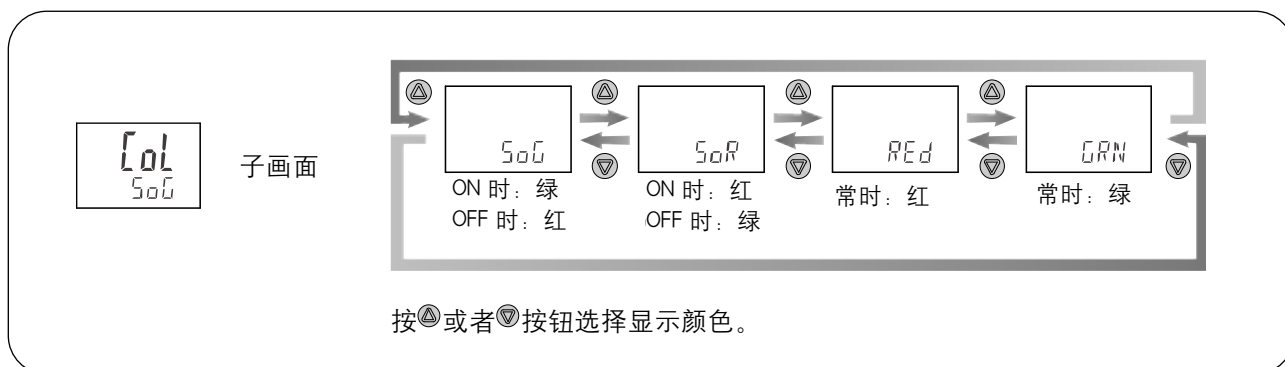 CoL
SoG
子画面
SoG
SoR
REd
GRN
ON 时：绿
OFF 时：红
ON 时：红
OFF 时：绿
常时：红
常时：绿
按△或者▽按钮选择显示颜色。